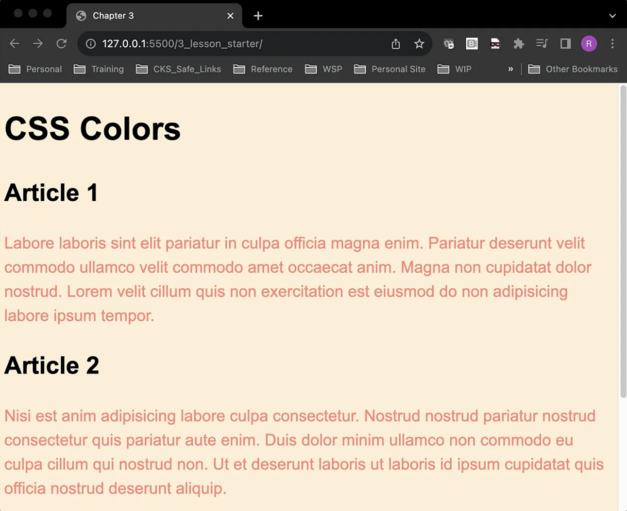 Chapter 3
127.0.0.1:5500/3_lesson_starter/
R
Personal Training CKS_Safe_Links Reference WSP Personal Site WIP » Other Bookmarks
CSS Colors
Article 1
Labore laboris sint elit pariatur in culpa officia magna enim. Pariatur deserunt velit
commodo ullamco velit commodo amet occaecat anim. Magna non cupidatat dolor
nostrud. Lorem velit cillum quis non exercitation est eiusmod do non adipisicing
labore ipsum tempor.
Article 2
Nisi est anim adipisicing labore culpa consectetur. Nostrud nostrud pariatur nostrud
consectetur quis pariatur aute enim. Duis dolor minim ullamco non commodo eu
culpa cillum qui nostrud non. Ut et deserunt laboris ut laboris id ipsum cupidatat quis
officia nostrud deserunt aliquip.